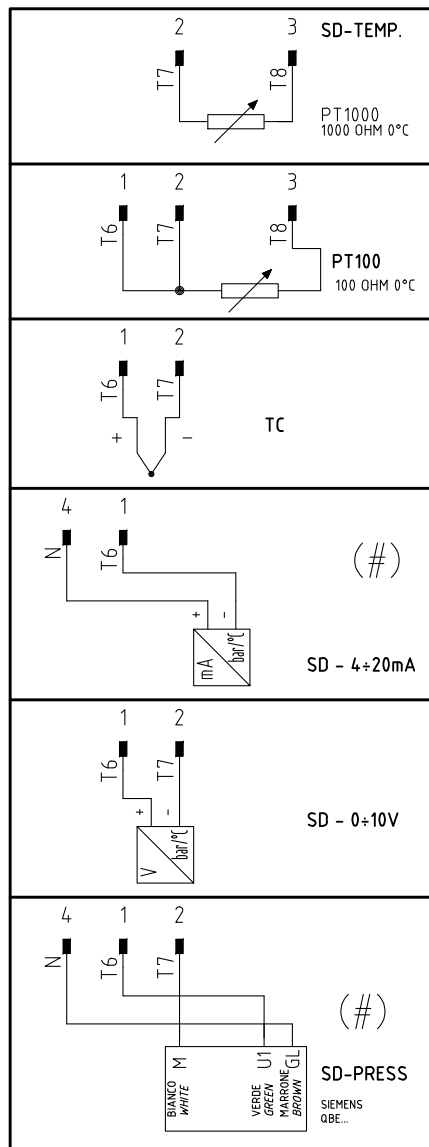 2 3 SD-TEMP.
T7 T8
PT1000
1000 OHM 0°C
1 2 3
T6 T7 T8
PT100
100 OHM 0°C
1 2
T6 T7
+ - TC
4 1
N T6 (#)
+ -
mA bar/°C
SD - 4÷20mA
1 2
T6 T7
+ -
V bar/°C
SD - 0÷10V
4 1 2
N T6 T7
(#)
M U1 GL
BIANCO VERDE MARRONE
WHITE GREEN BROWN
SD-PRESS
SIEMENS
QBE...